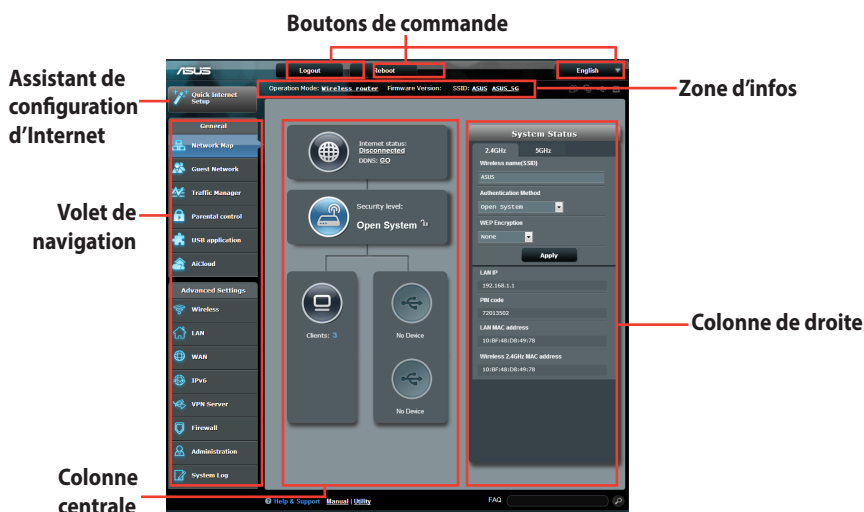 Boutons de commande
ASUS
Logout
Reboot
English
Assistant de
configuration
d'Internet
Quick Internet
Setup
Operation Mode: Wireless router Firmware Version: SSID: ASUS ASUS_5G
Zone d'infos
Volet de
navigation
General
Network Map
Guest Network
Traffic Manager
Parental control
USB application
AiCloud
Advanced Settings
Wireless
LAN
WAN
IPv6
VPN Server
Firewall
Administration
System Log
Internet status:
Disconnected
DDNS: GO
Security level:
Open System
Clients: 3
No Device
No Device
System Status
2.4GHz 5GHz
Wireless name(SSID)
ASUS
Authentication Method
Open System
WEP Encryption
None
Apply
LAN IP
192.168.1.1
PIN code
72013502
LAN MAC address
10:BF:48:D8:49:78
Wireless 2.4GHz MAC address
10:BF:48:D8:49:78
Colonne de droite
Colonne
centrale
Help & Support Manual | Utility
FAQ